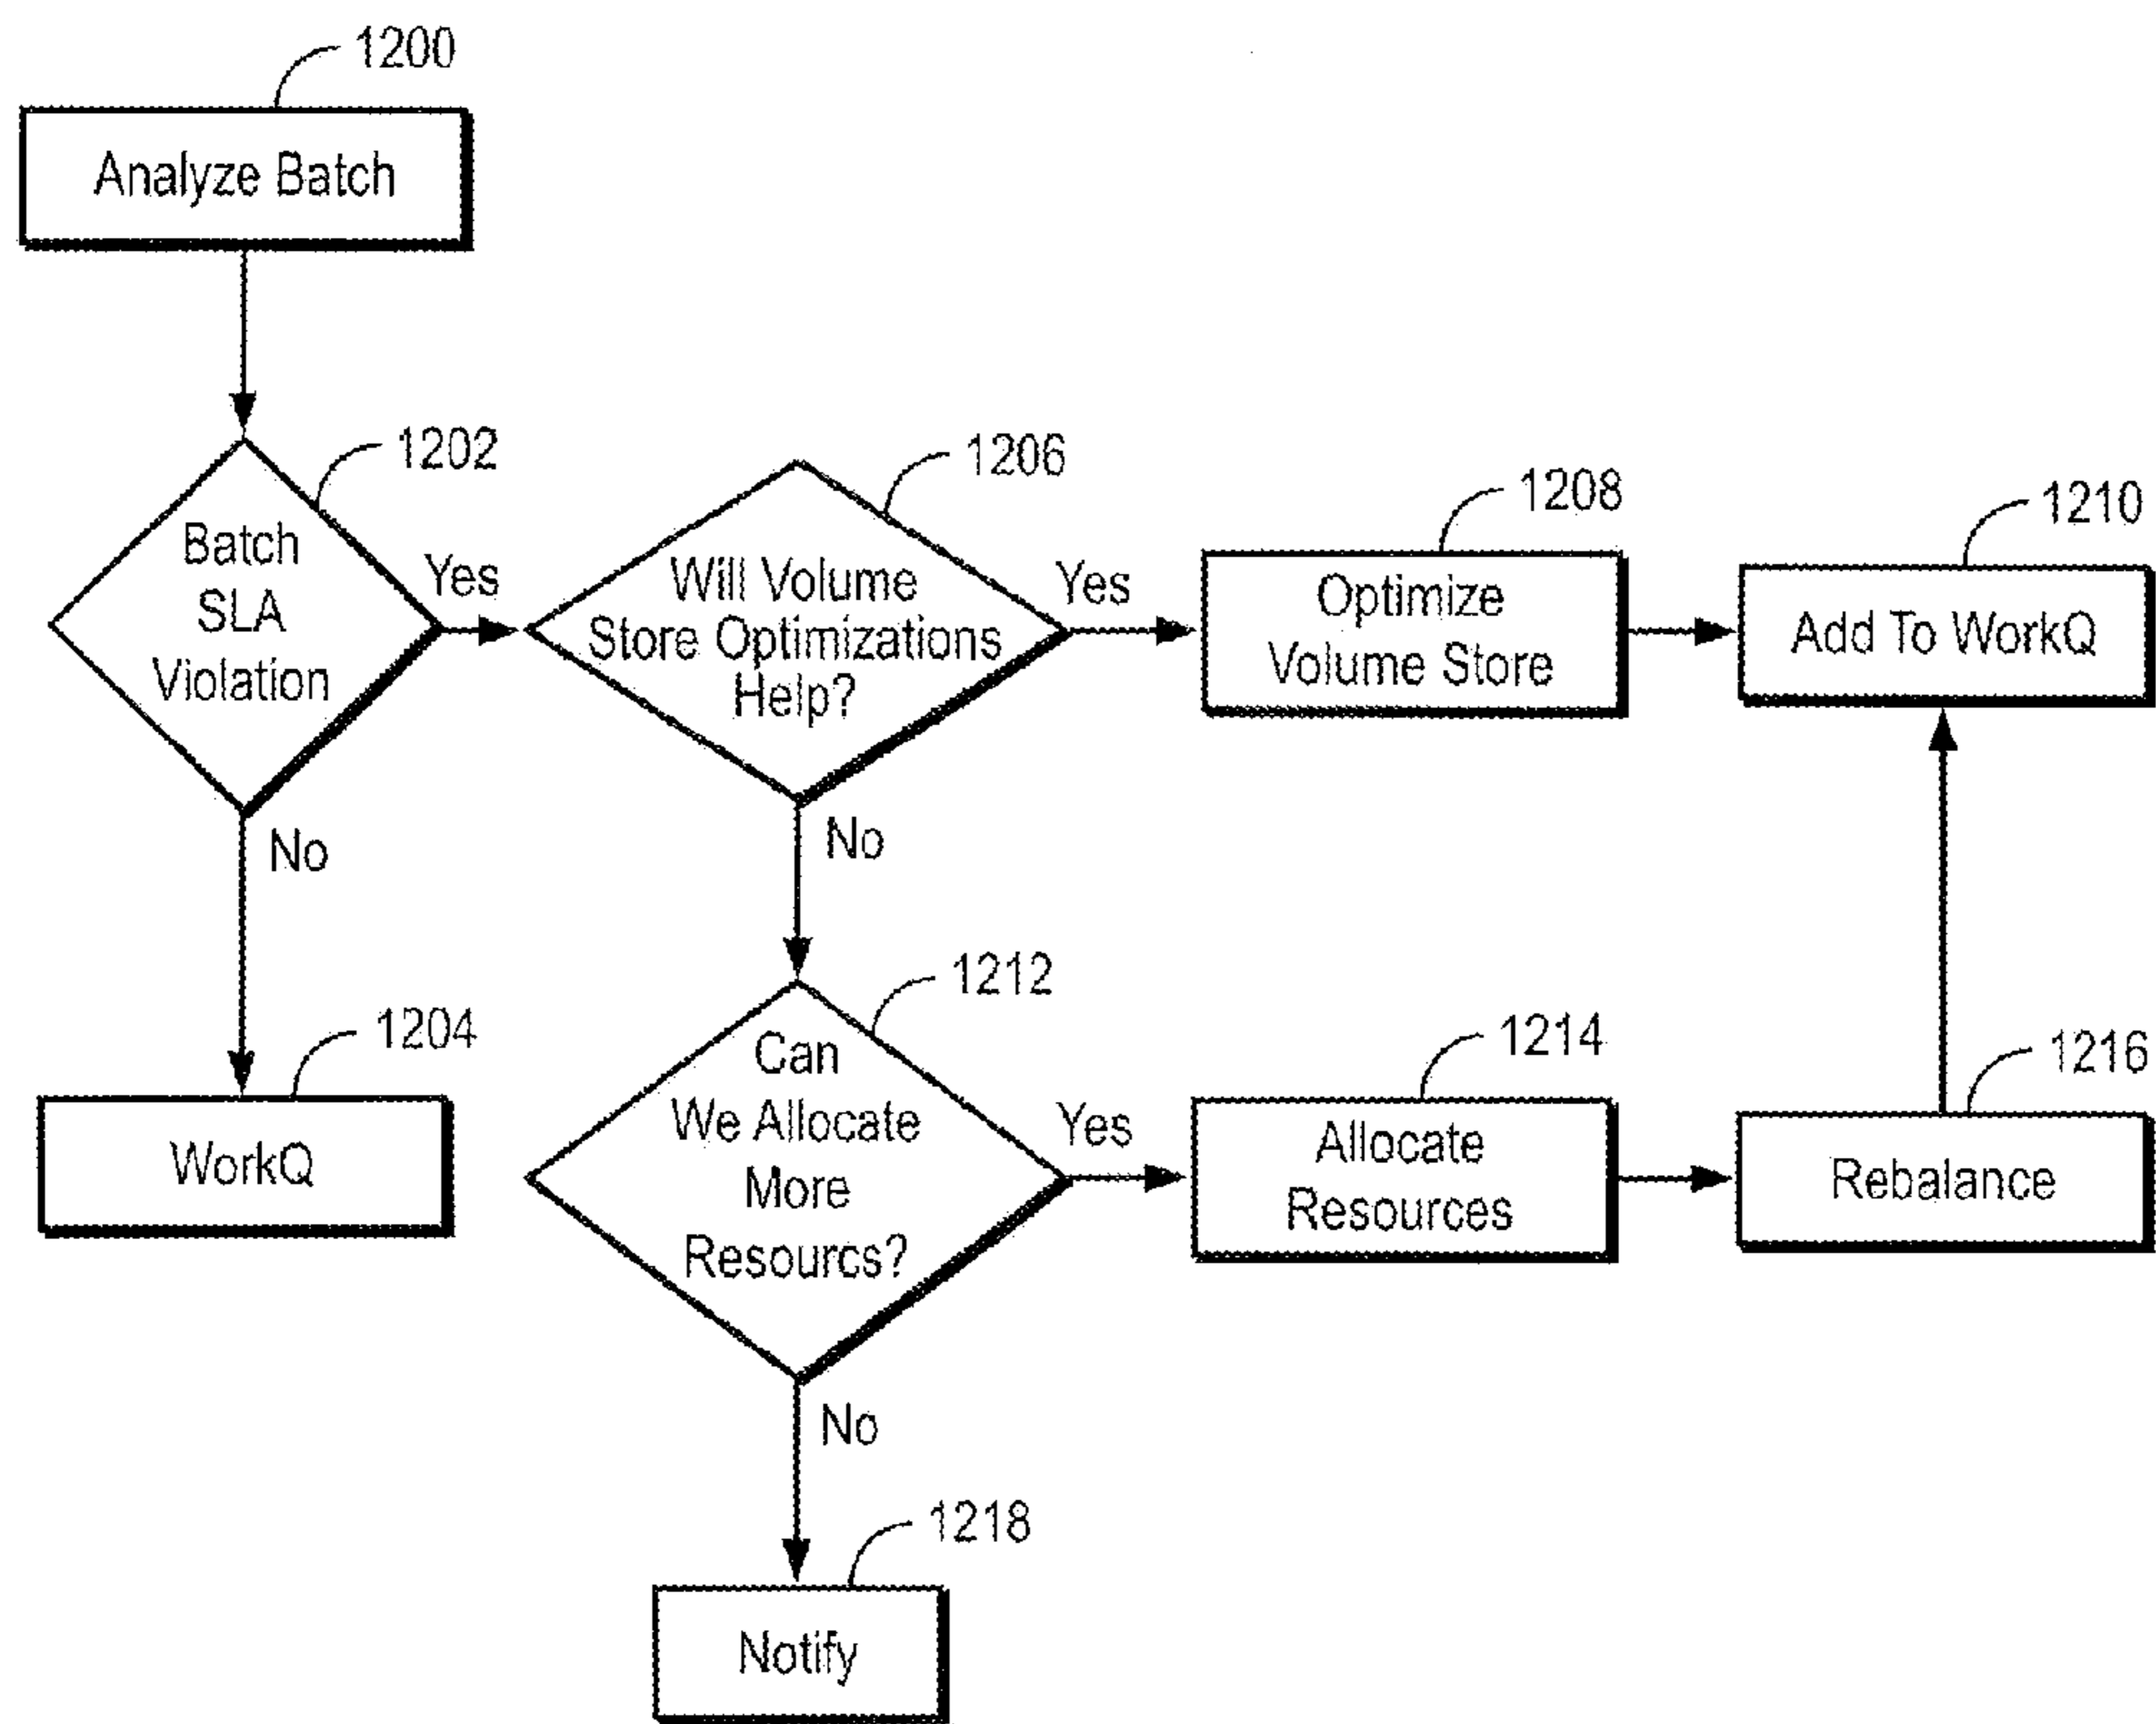 1200
Analyze Batch
1202
Batch
SLA
Violation
Yes
No
1204
WorkQ
1206
Will Volume
Store Optimizations
Help?
Yes
No
1208
Optimize
Volume Store
1210
Add To WorkQ
1212
Can
We Allocate
More
Resourcs?
Yes
No
1214
Allocate
Resources
1216
Rebalance
1218
Notify